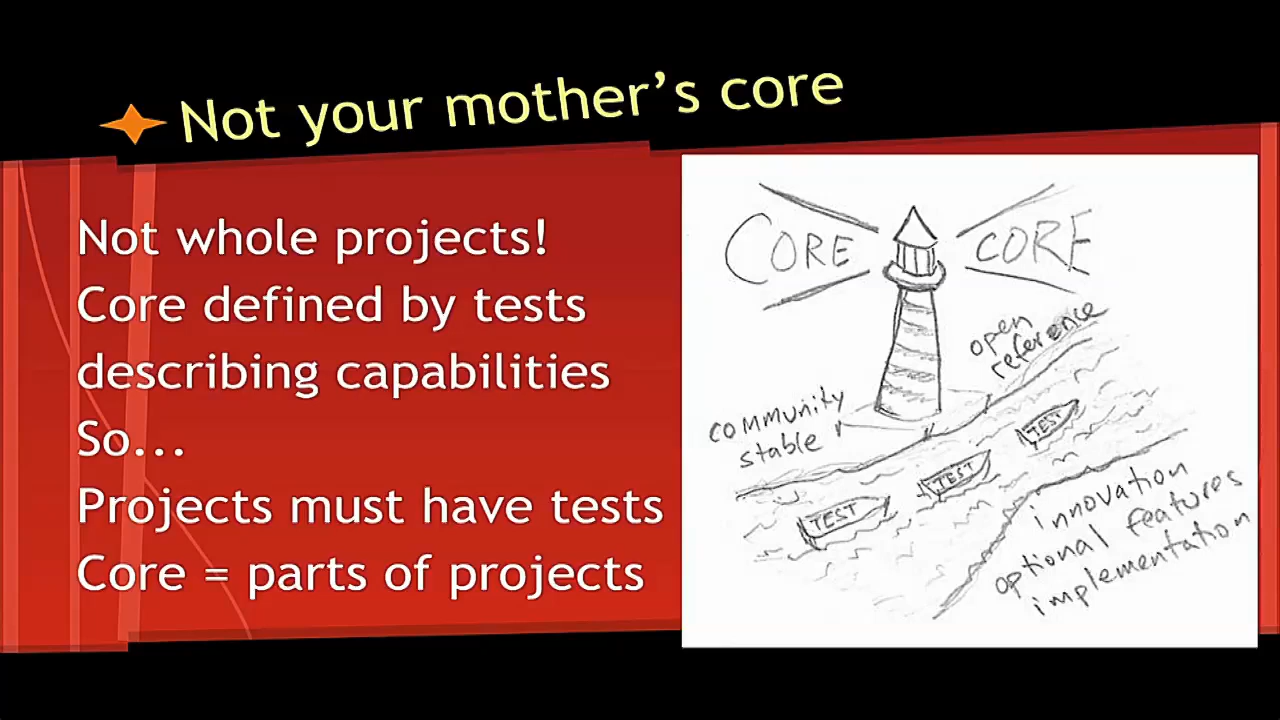 Not your mother's core
Not whole projects!
Core defined by tests
describing capabilities
So...
Projects must have tests
Core = parts of projects
CORE
CORE
open
reference
community
stable
TEST
TEST
TEST
innovation
optional features
implementation